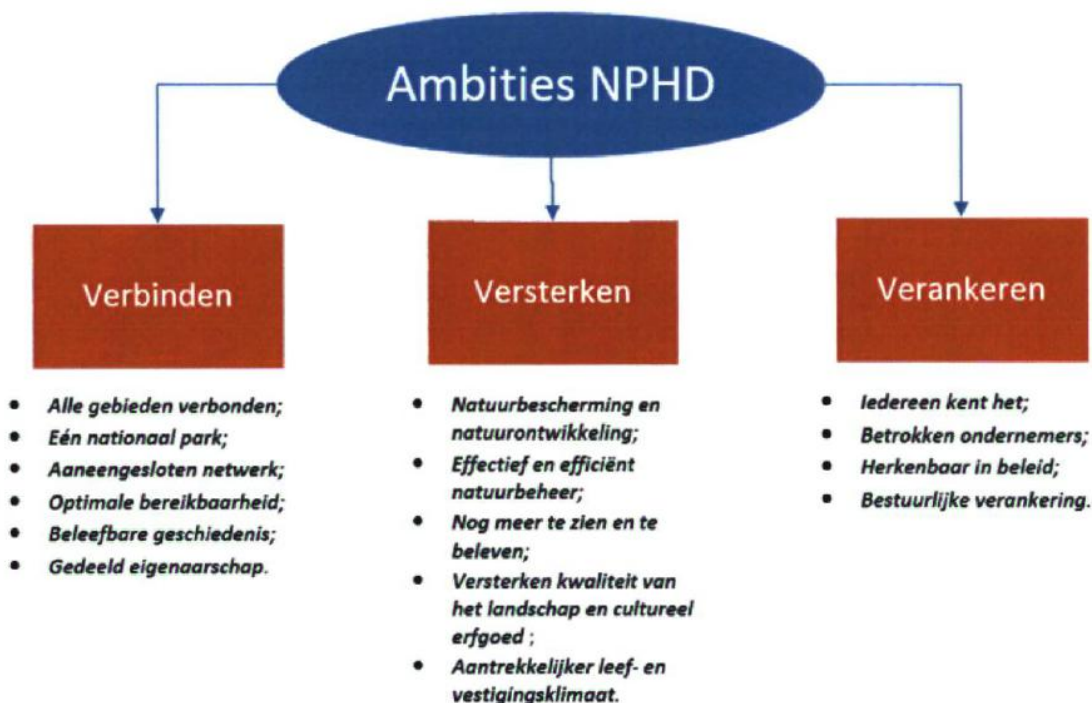 Ambities NPHD
Verbinden
• Alle gebieden verbonden;
• Eén nationaal park;
• Aaneengesloten netwerk;
• Optimale bereikbaarheid;
• Beleefbare geschiedenis;
• Gedeeld eigenaarschap.
Versterken
• Natuurbescherming en
natuurontwikkeling;
• Effectief en efficiënt
natuurbeheer;
• Nog meer te zien en te
beleven;
• Versterken kwaliteit van
het landschap en cultureel
erfgoed ;
• Aantrekkelijker leef- en
vestigingsklimaat.
Verankeren
• Iedereen kent het;
• Betrokken ondernemers;
• Herkenbaar in beleid;
• Bestuurlijke verankering.